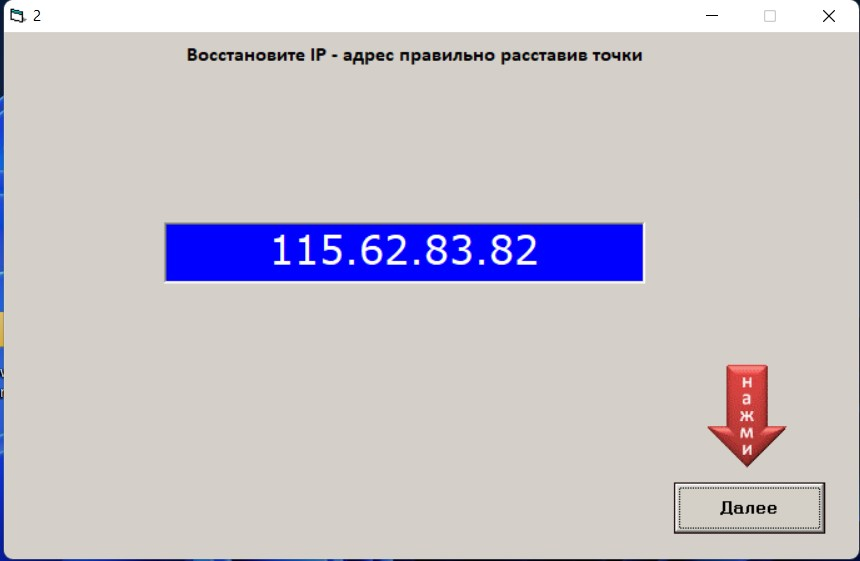 2
Восстановите IP - адрес правильно расставив точки
115.62.83.82
нажми
Далее